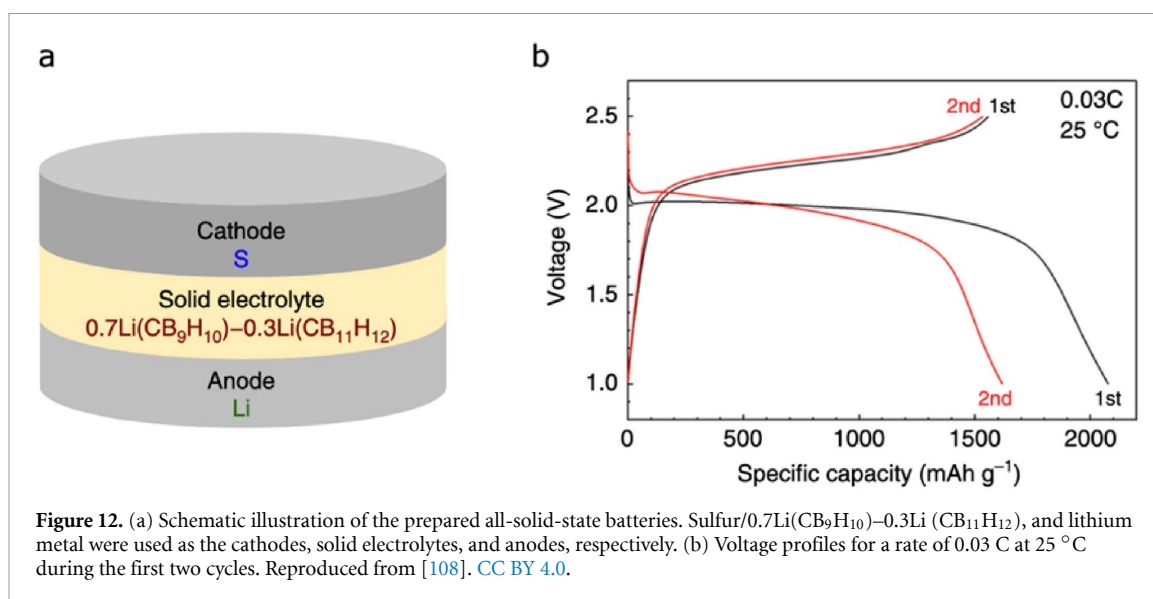 a
Cathode
S
Solid electrolyte
0.7Li(CB₉H₁₀)–0.3Li(CB₁₁H₁₂)
Anode
Li
b
2nd 1st
0.03C
25 °C
2.5
2.0
1.5
1.0
Voltage (V)
2nd
1st
0 500 1000 1500 2000
Specific capacity (mAh g⁻¹)
Figure 12. (a) Schematic illustration of the prepared all-solid-state batteries. Sulfur/0.7Li(CB₉H₁₀)–0.3Li (CB₁₁H₁₂), and lithium
metal were used as the cathodes, solid electrolytes, and anodes, respectively. (b) Voltage profiles for a rate of 0.03 C at 25 °C
during the first two cycles. Reproduced from [108]. CC BY 4.0.